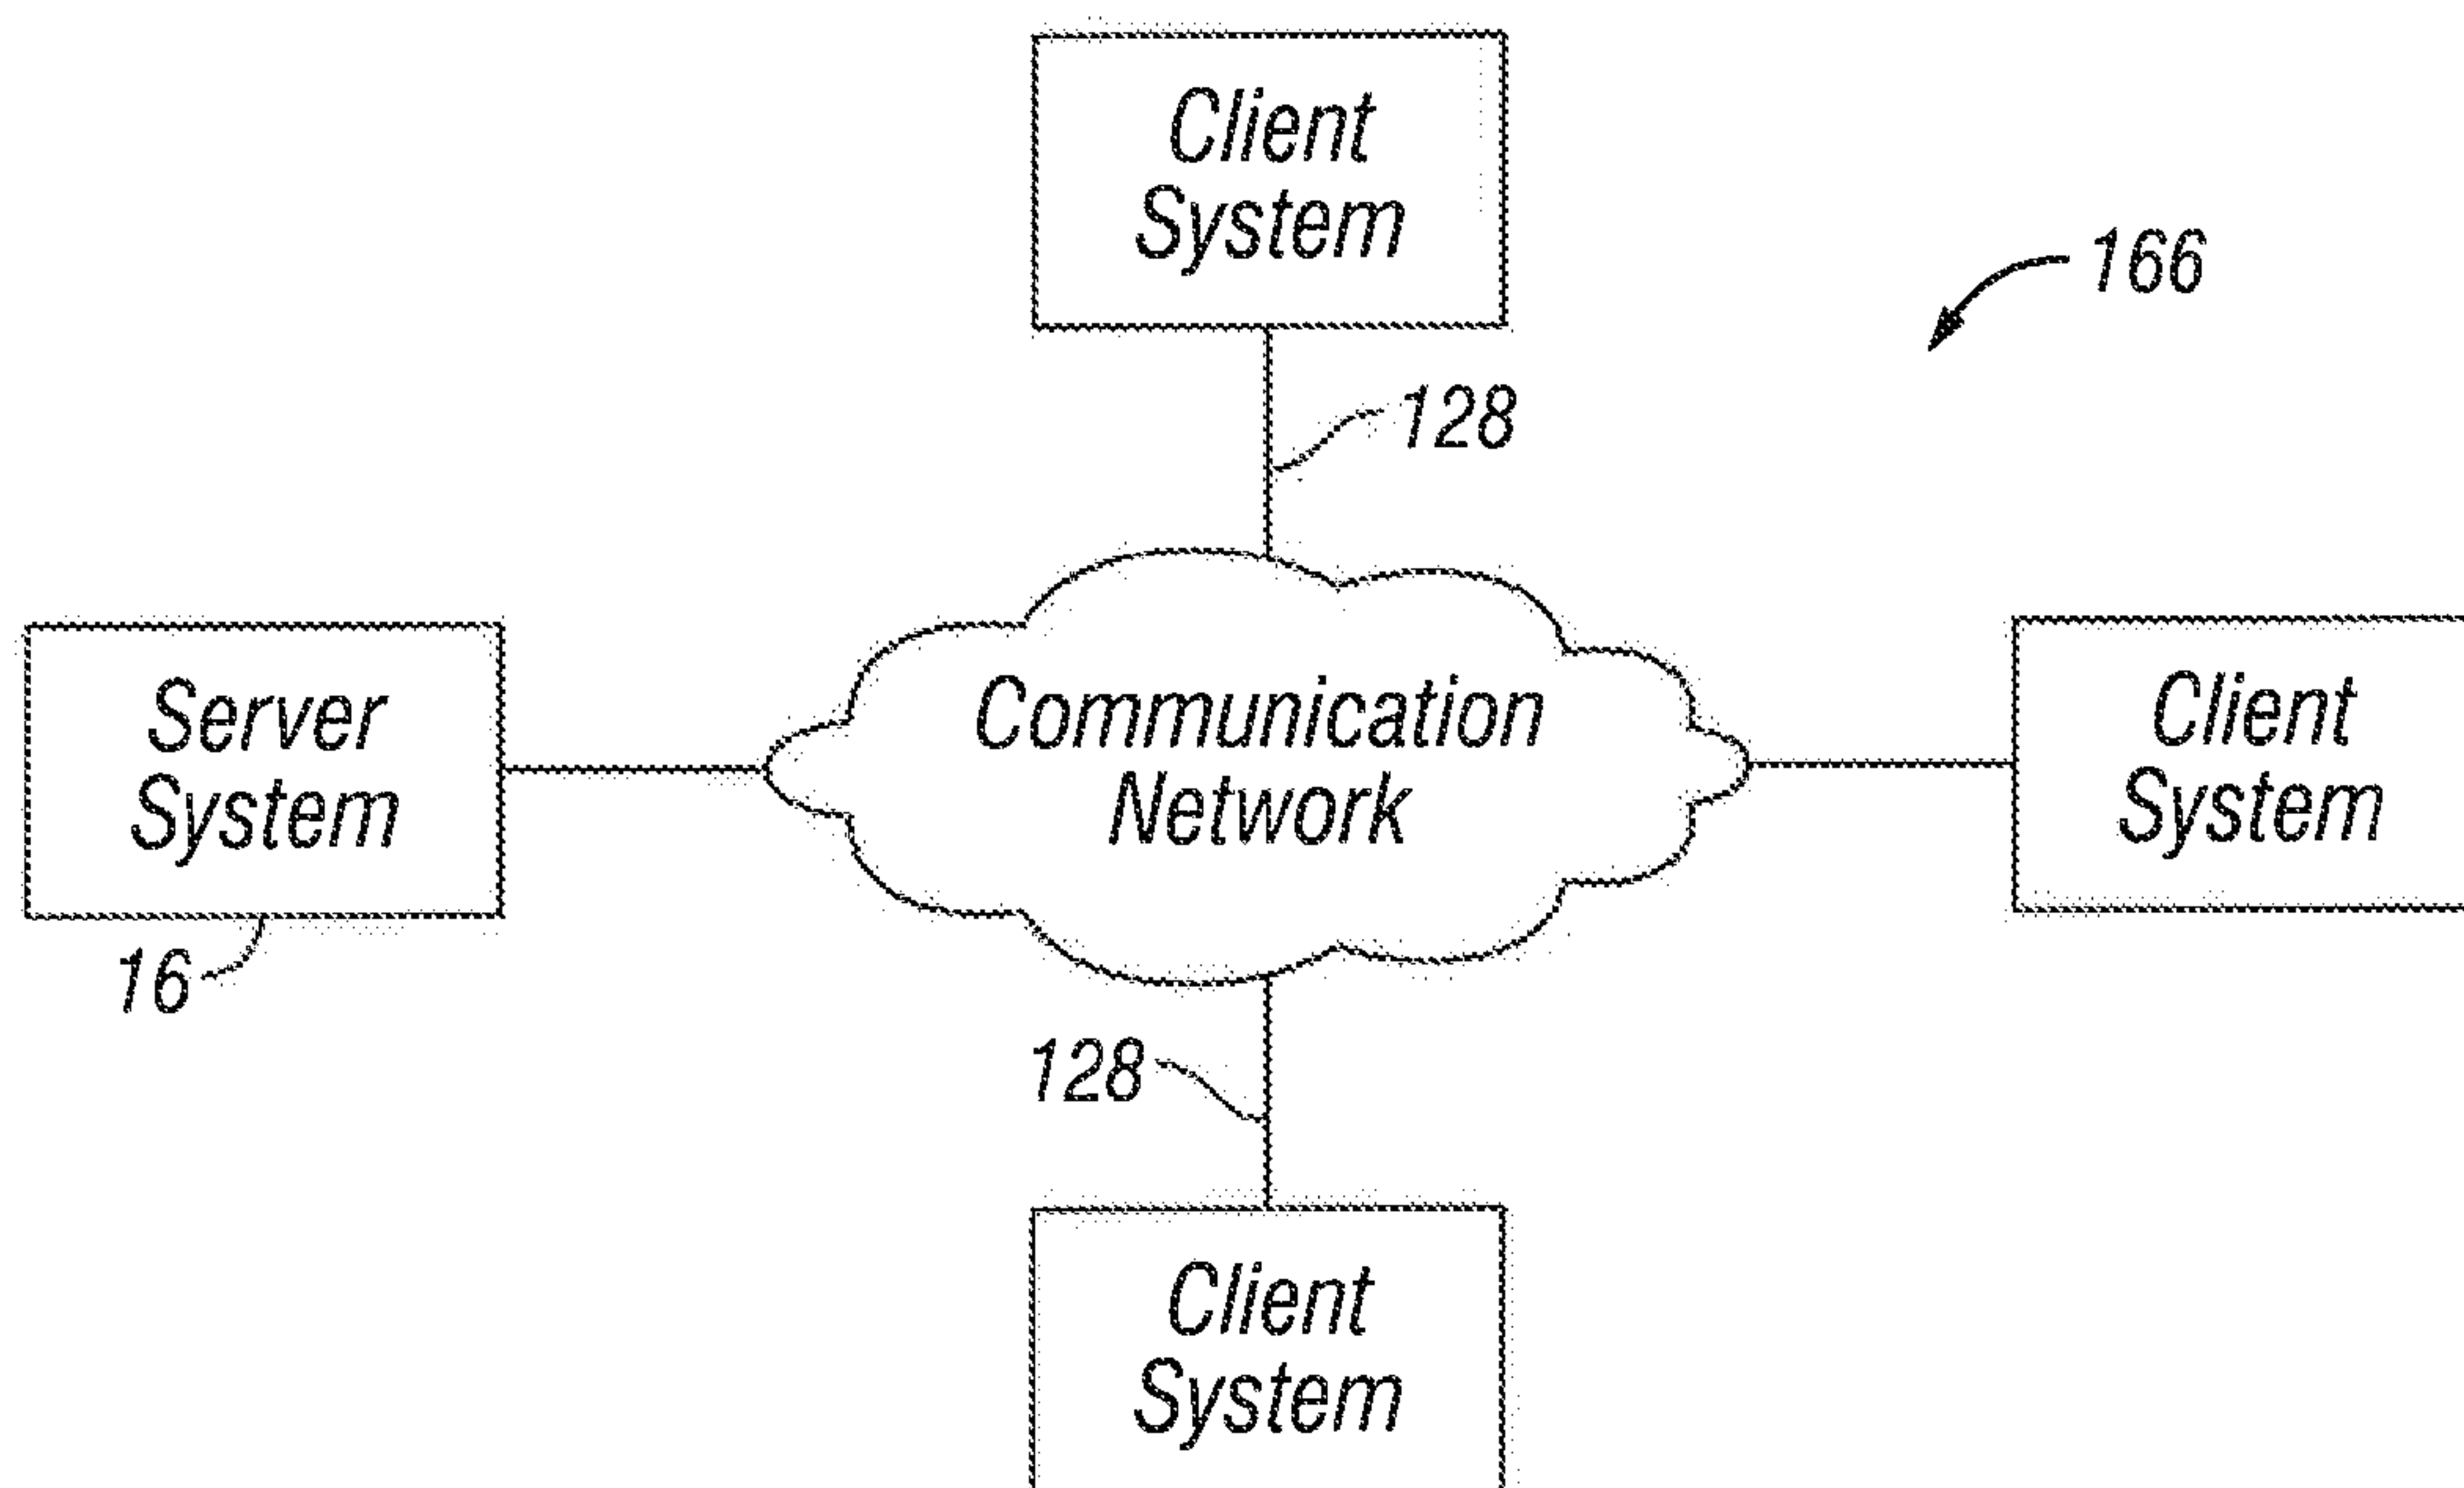 Client
System
166
128
Server
System
Communication
Network
Client
System
16
128
Client
System